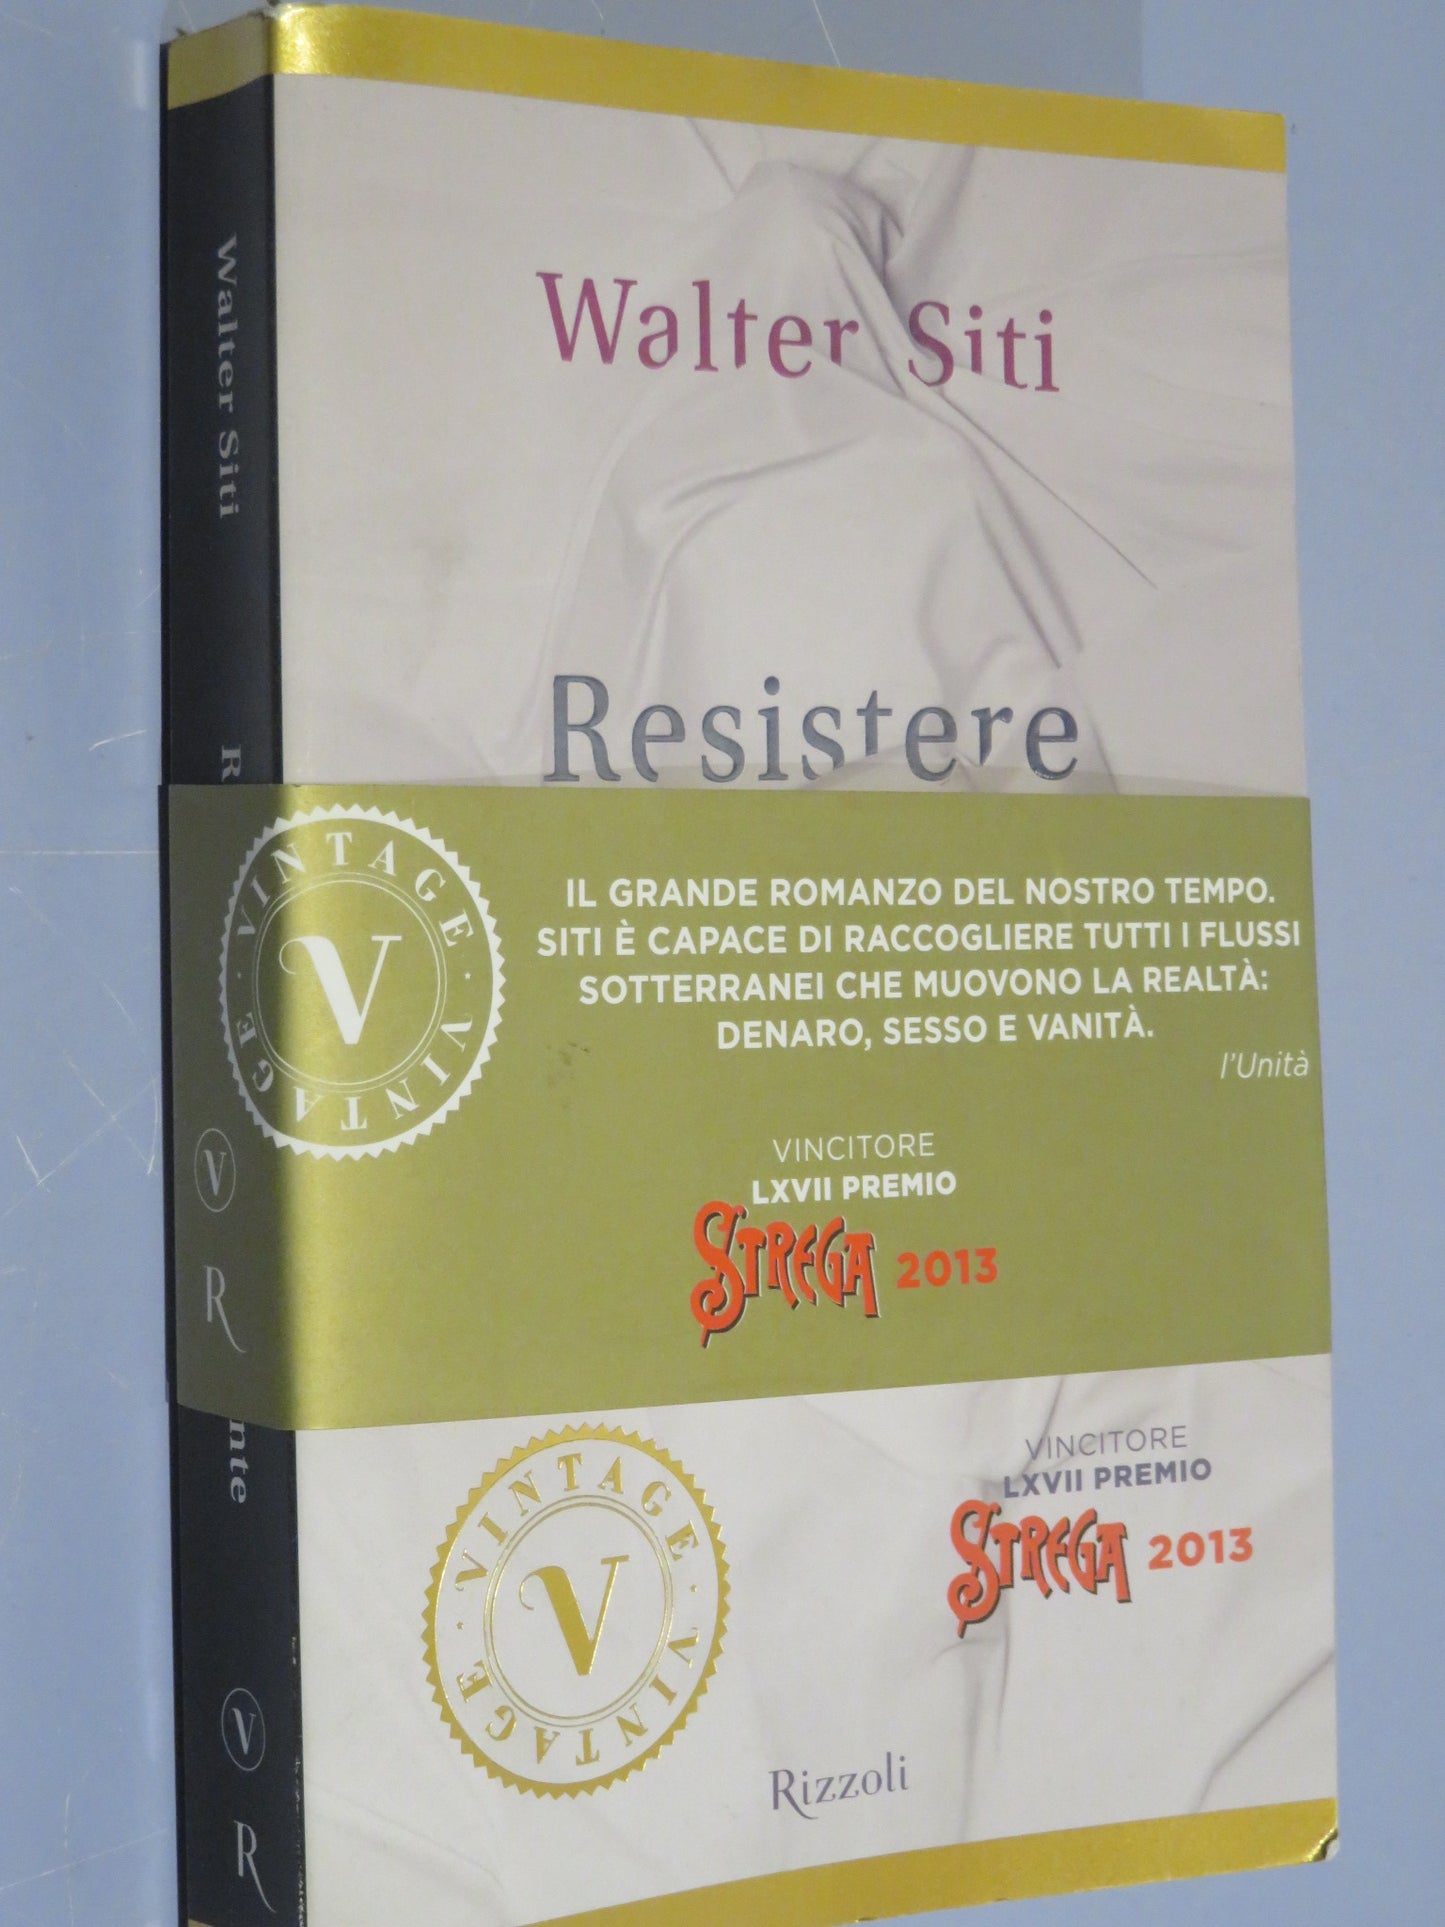 Walter Siti
Resistere
IL GRANDE ROMANZO DEL NOSTRO TEMPO.
SITI È CAPACE DI RACCOGLIERE TUTTI I FLUSSI
SOTTERRANEI CHE MUOVONO LA REALTÀ:
DENARO, SESSO E VANITÀ.
l'Unità
VINCITORE
LXVII PREMIO
STREGA 2013
VINTAGE · VINTAGE ·
V
VINCITORE
LXVII PREMIO
STREGA 2013
VINTAGE · VINTAGE ·
V
Rizzoli
Walter Siti
R
V
R
nte
V
R